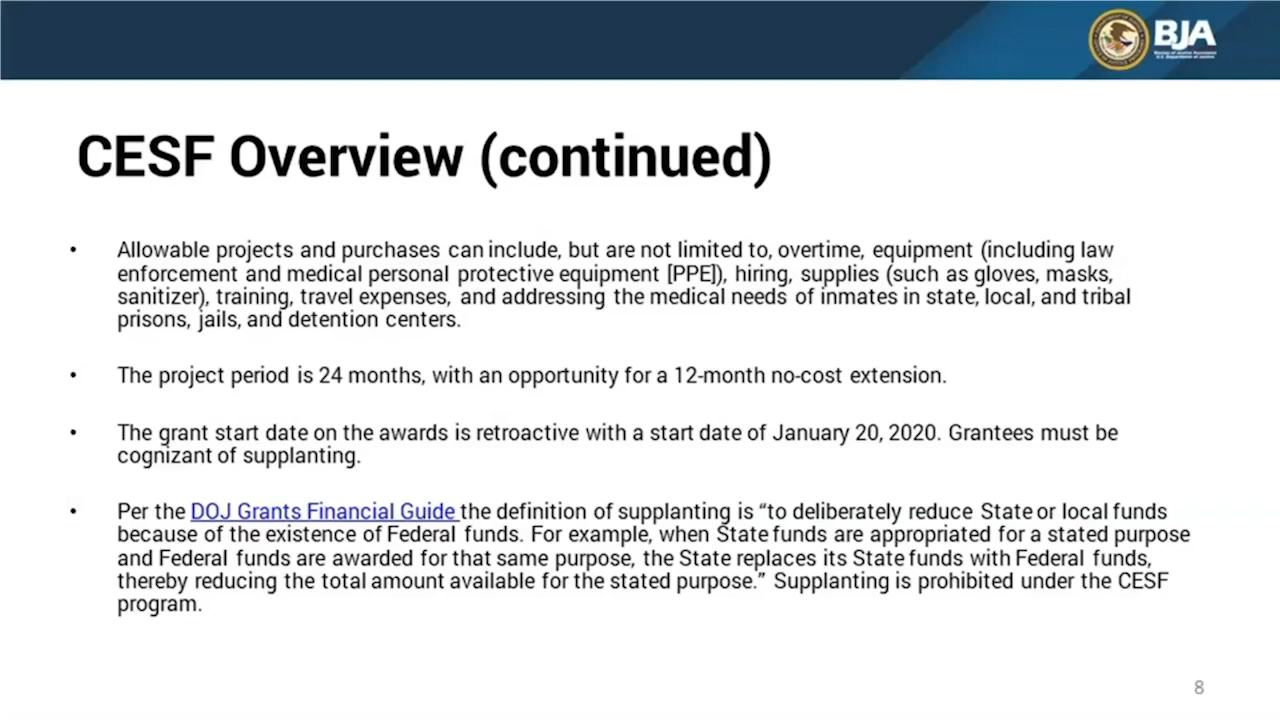 BJA
Bureau of Justice Assistance
U.S. Department of Justice
CESF Overview (continued)
• Allowable projects and purchases can include, but are not limited to, overtime, equipment (including law
enforcement and medical personal protective equipment [PPE]), hiring, supplies (such as gloves, masks,
sanitizer), training, travel expenses, and addressing the medical needs of inmates in state, local, and tribal
prisons, jails, and detention centers.
• The project period is 24 months, with an opportunity for a 12-month no-cost extension.
• The grant start date on the awards is retroactive with a start date of January 20, 2020. Grantees must be
cognizant of supplanting.
• Per the DOJ Grants Financial Guide the definition of supplanting is “to deliberately reduce State or local funds
because of the existence of Federal funds. For example, when State funds are appropriated for a stated purpose
and Federal funds are awarded for that same purpose, the State replaces its State funds with Federal funds,
thereby reducing the total amount available for the stated purpose.” Supplanting is prohibited under the CESF
program.
8